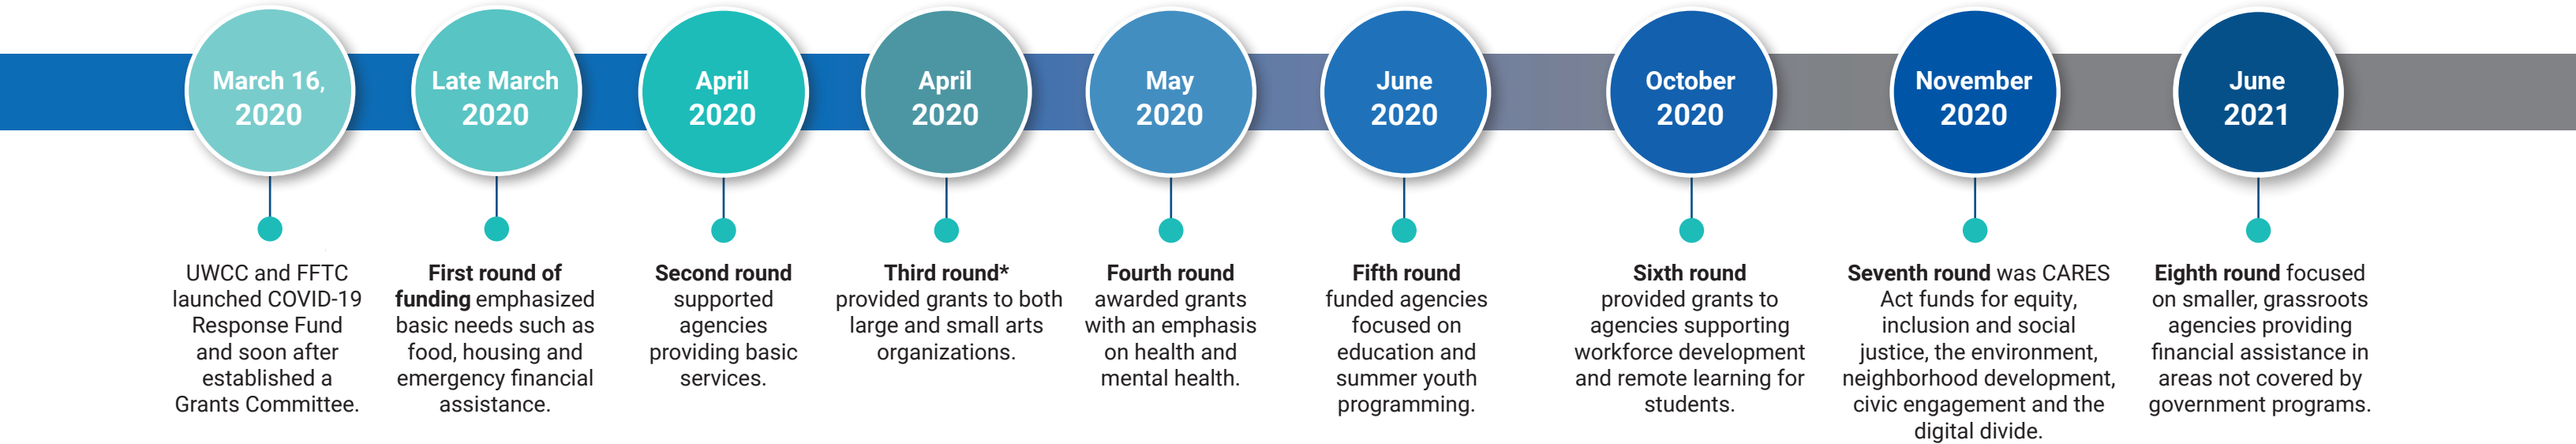 March 16,
2020
UWCC and FFTC
launched COVID-19
Response Fund
and soon after
established a
Grants Committee.
Late March
2020
First round of
funding emphasized
basic needs such as
food, housing and
emergency financial
assistance.
April
2020
Second round
supported
agencies
providing basic
services.
April
2020
Third round*
provided grants to both
large and small arts
organizations.
May
2020
Fourth round
awarded grants
with an emphasis
on health and
mental health.
June
2020
Fifth round
funded agencies
focused on
education and
summer youth
programming.
October
2020
Sixth round
provided grants to
agencies supporting
workforce development
and remote learning for
students.
November
2020
Seventh round was CARES
Act funds for equity,
inclusion and social
justice, the environment,
neighborhood development,
civic engagement and the
digital divide.
June
2021
Eighth round focused
on smaller, grassroots
agencies providing
financial assistance in
areas not covered by
government programs.